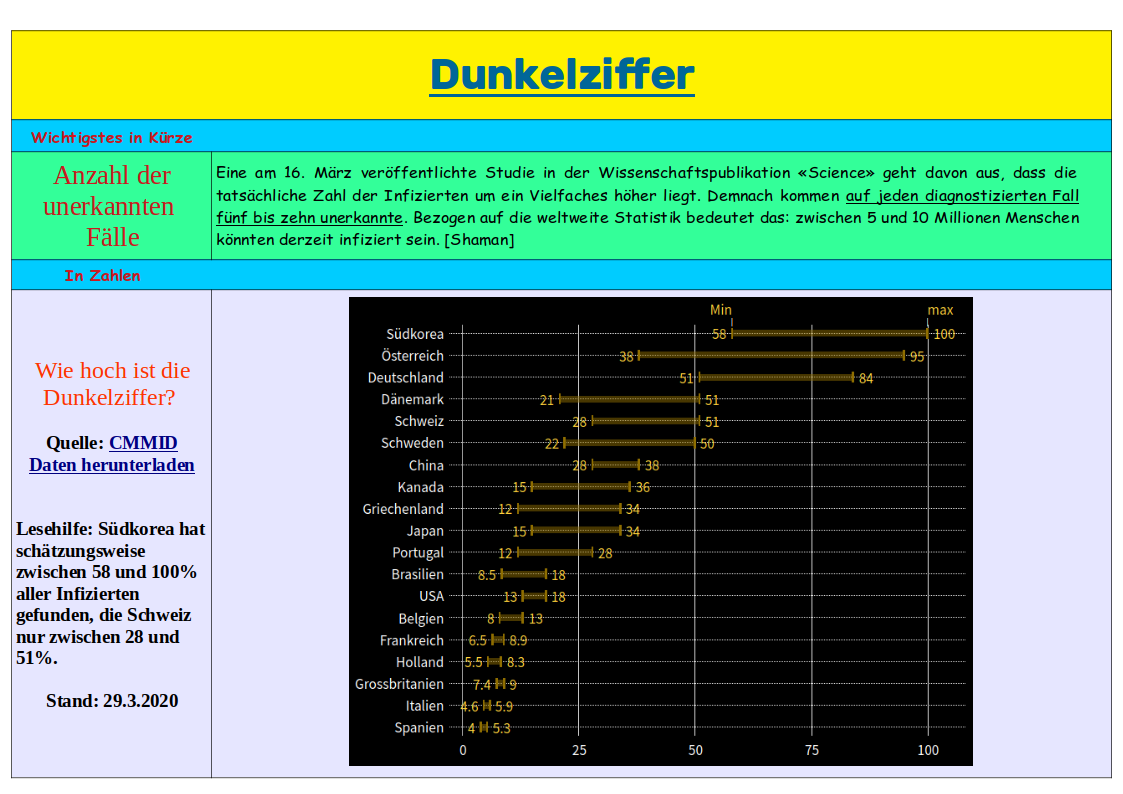 Dunkelziffer
Wichtigstes in Kürze
Anzahl der
unerkannten
Fälle
Eine am 16. März veröffentlichte Studie in der Wissenschaftspublikation «Science» geht davon aus, dass die
tatsächliche Zahl der Infizierten um ein Vielfaches höher liegt. Demnach kommen auf jeden diagnostizierten Fall
fünf bis zehn unerkannte. Bezogen auf die weltweite Statistik bedeutet das: zwischen 5 und 10 Millionen Menschen
könnten derzeit infiziert sein. [Shaman]
In Zahlen
Wie hoch ist die
Dunkelziffer?
Quelle: CMMID
Daten herunterladen
Lesehilfe: Südkorea hat
schätzungsweise
zwischen 58 und 100%
aller Infizierten
gefunden, die Schweiz
nur zwischen 28 und
51%.
Stand: 29.3.2020
Min max
Südkorea 58 100
Österreich 38 95
Deutschland 51 84
Dänemark 21 51
Schweiz 28 51
Schweden 22 50
China 28 38
Kanada 15 36
Griechenland 12 34
Japan 15 34
Portugal 12 28
Brasilien 8.5 18
USA 13 18
Belgien 8 13
Frankreich 6.5 8.9
Holland 5.5 8.3
Grossbritanien 7.4 9
Italien 4.6 5.9
Spanien 4 5.3
0 25 50 75 100